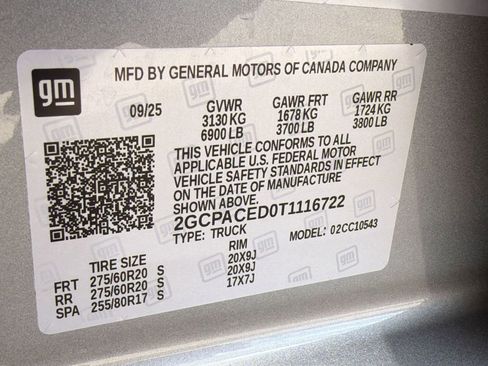 gm
MFD BY GENERAL MOTORS OF CANADA COMPANY
09/25 GVWR GAWR FRT GAWR RR
3130 KG 1678 KG 1724 KG
6900 LB 3700 LB 3800 LB
THIS VEHICLE CONFORMS TO ALL
APPLICABLE U.S. FEDERAL MOTOR
VEHICLE SAFETY STANDARDS IN EFFECT
ON THE DATE OF MANUFACTURE
SHOWN ABOVE.
2GCPACED0T1116722
TYPE: TRUCK MODEL: 02CC10543
TIRE SIZE RIM
FRT 275/60R20 S 20X9J
RR 275/60R20 S 20X9J
SPA 255/80R17 S 17X7J